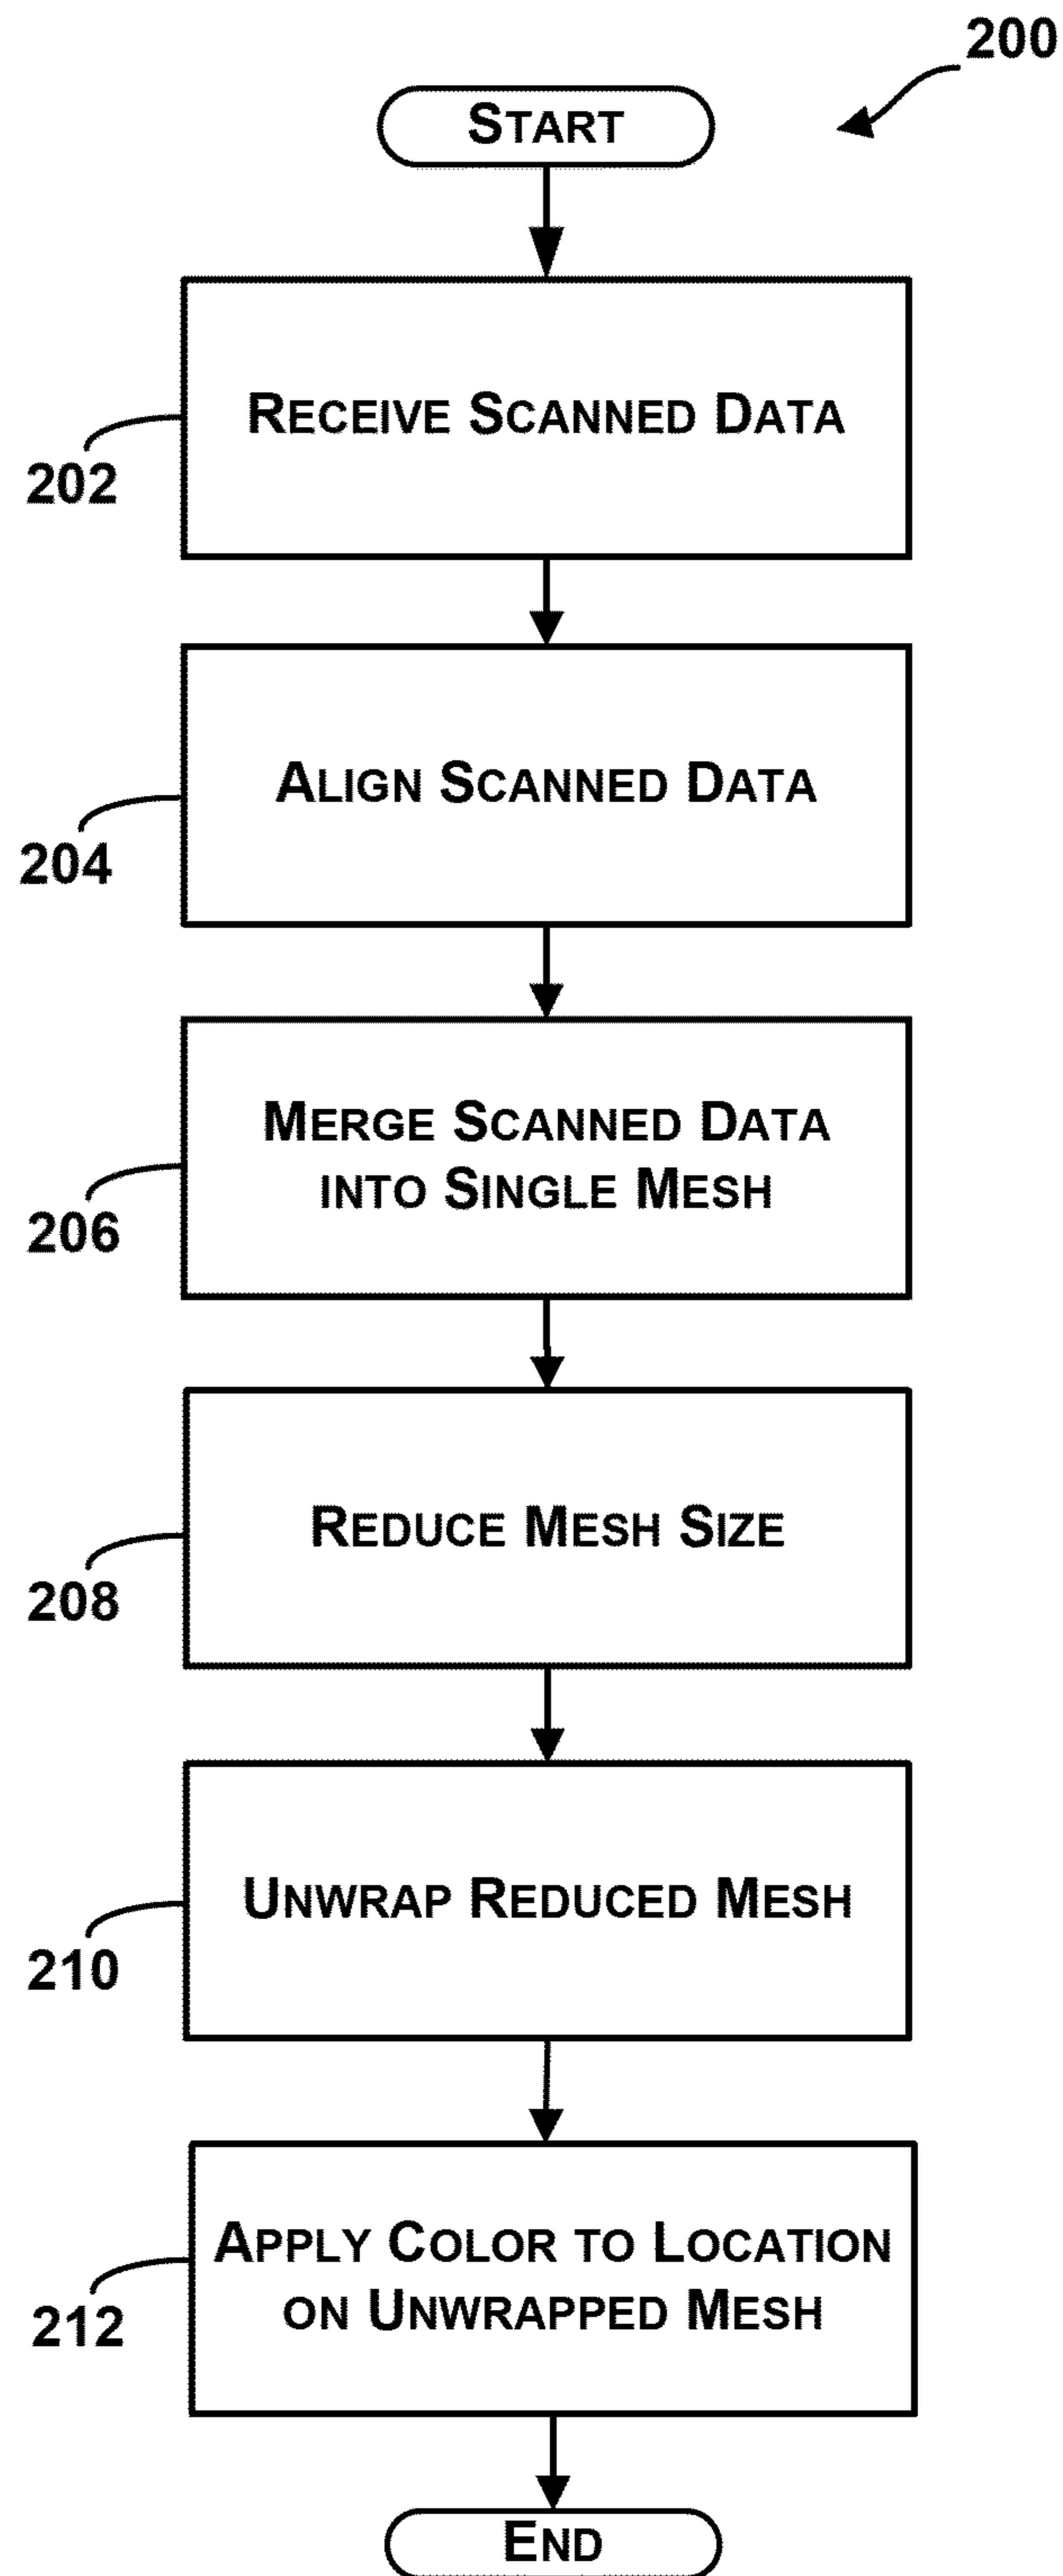 200
START
RECEIVE SCANNED DATA
202
ALIGN SCANNED DATA
204
MERGE SCANNED DATA
INTO SINGLE MESH
206
REDUCE MESH SIZE
208
UNWRAP REDUCED MESH
210
APPLY COLOR TO LOCATION
ON UNWRAPPED MESH
212
END